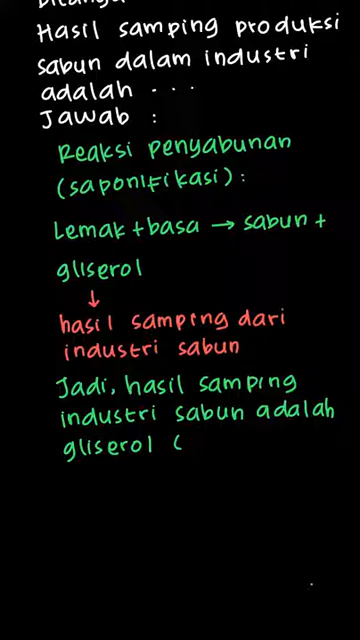 Hasil samping produksi
sabun dalam industri
adalah ...
Jawab :
Reaksi penyabunan
(saponifikasi) :
Lemak + basa → sabun +
gliserol
↓
hasil samping dari
industri sabun
Jadi, hasil samping
industri sabun adalah
gliserol (